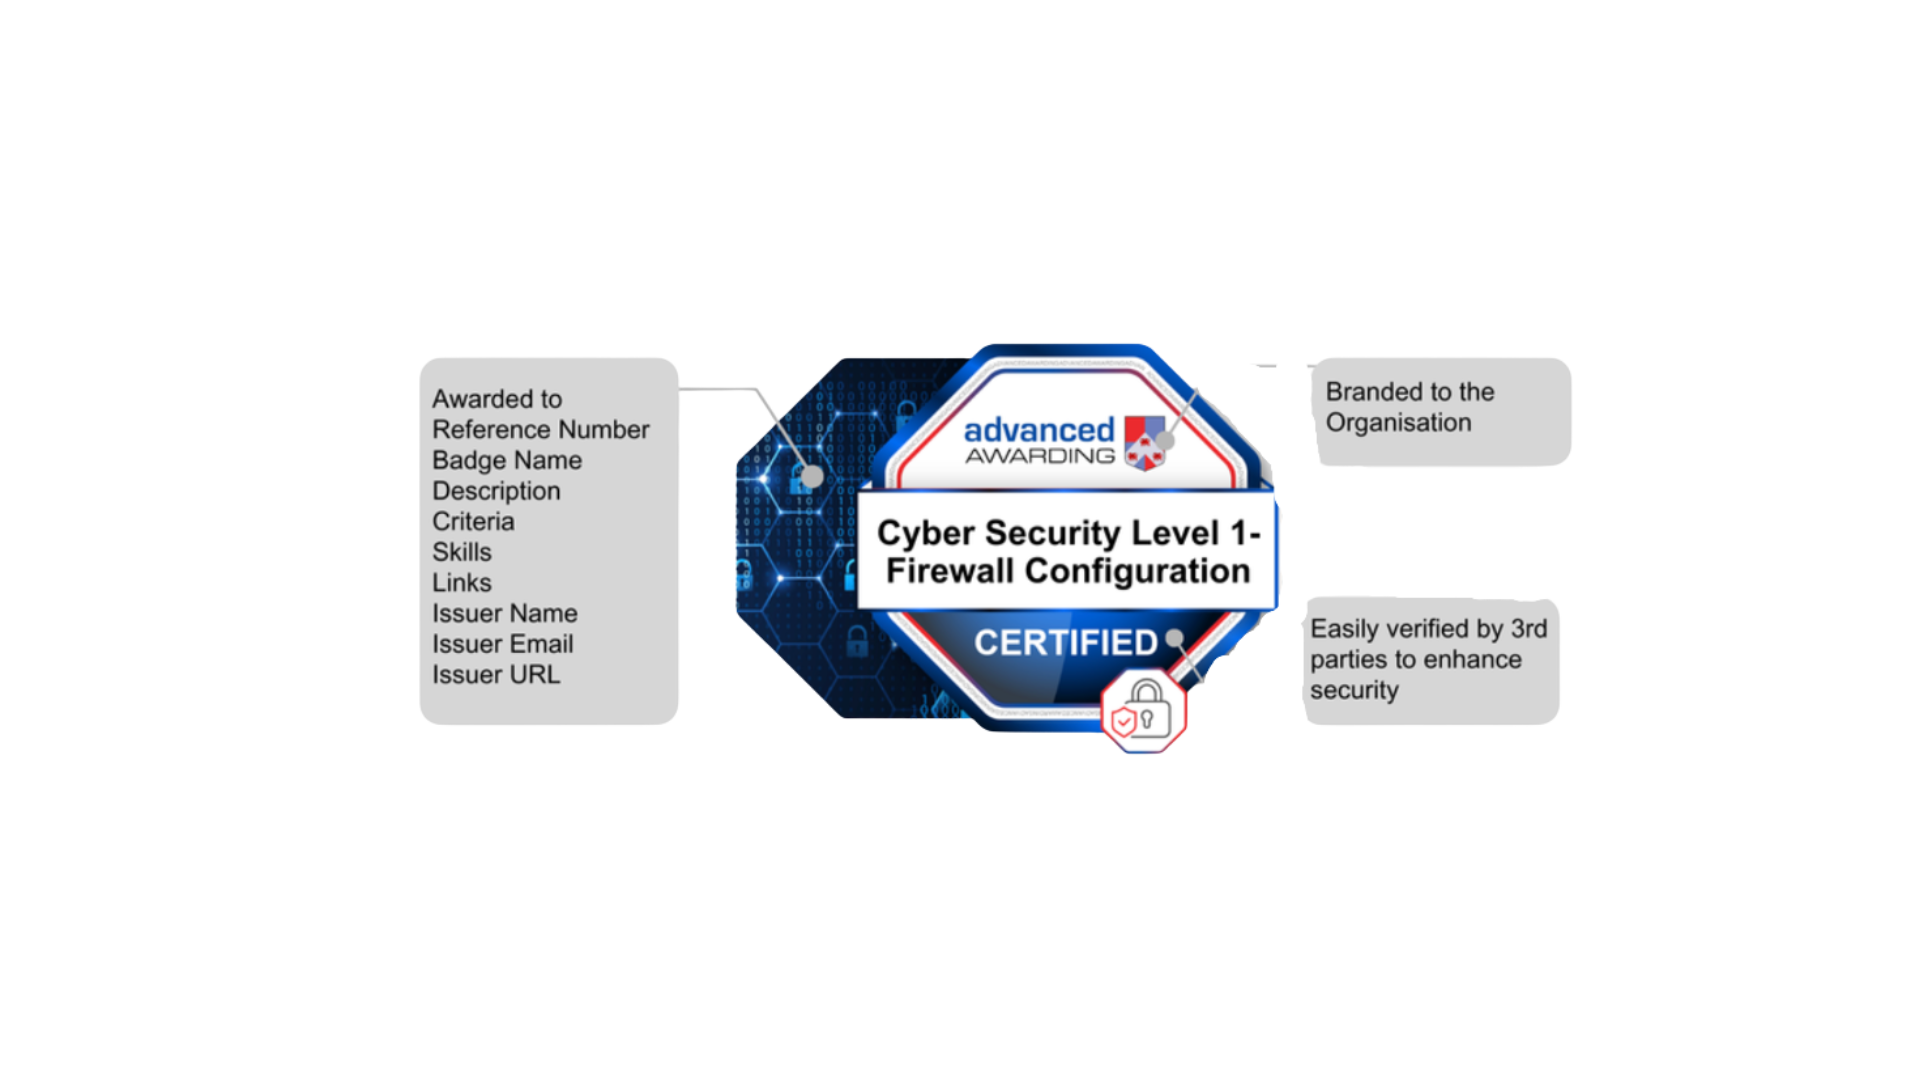 Awarded to
Reference Number
Badge Name
Description
Criteria
Skills
Links
Issuer Name
Issuer Email
Issuer URL
advanced
AWARDING
Cyber Security Level 1-
Firewall Configuration
CERTIFIED
Branded to the
Organisation
Easily verified by 3rd
parties to enhance
security